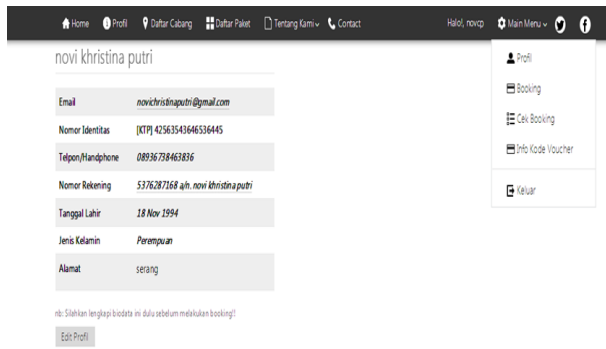 Home Profil Daftar Cabang Daftar Paket Tentang Kami Contact Halo!, novcp Main Menu
novi khristina putri
Profil
Booking
Cek Booking
Info Kode Voucher
Keluar
Email novichristinaputri@gmail.com
Nomor Identitas [KTP] 42563543646536445
Telpon/Handphone 08936738463836
Nomor Rekening 5376287168 a/n. novi khristina putri
Tanggal Lahir 18 Nov 1994
Jenis Kelamin Perempuan
Alamat serang
nb: Silahkan lengkapi biodata ini dulu sebelum melakukan booking!!
Edit Profil